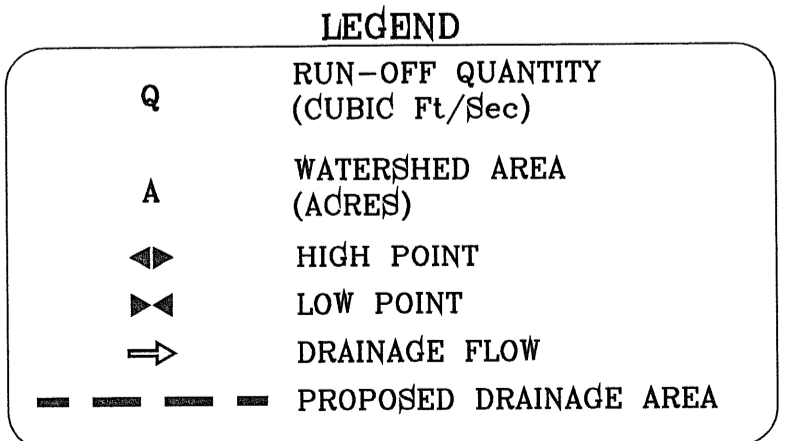 LEGEND
Q RUN-OFF QUANTITY
(CUBIC Ft/Sec)
A WATERSHED AREA
(ACRES)
HIGH POINT
LOW POINT
DRAINAGE FLOW
PROPOSED DRAINAGE AREA